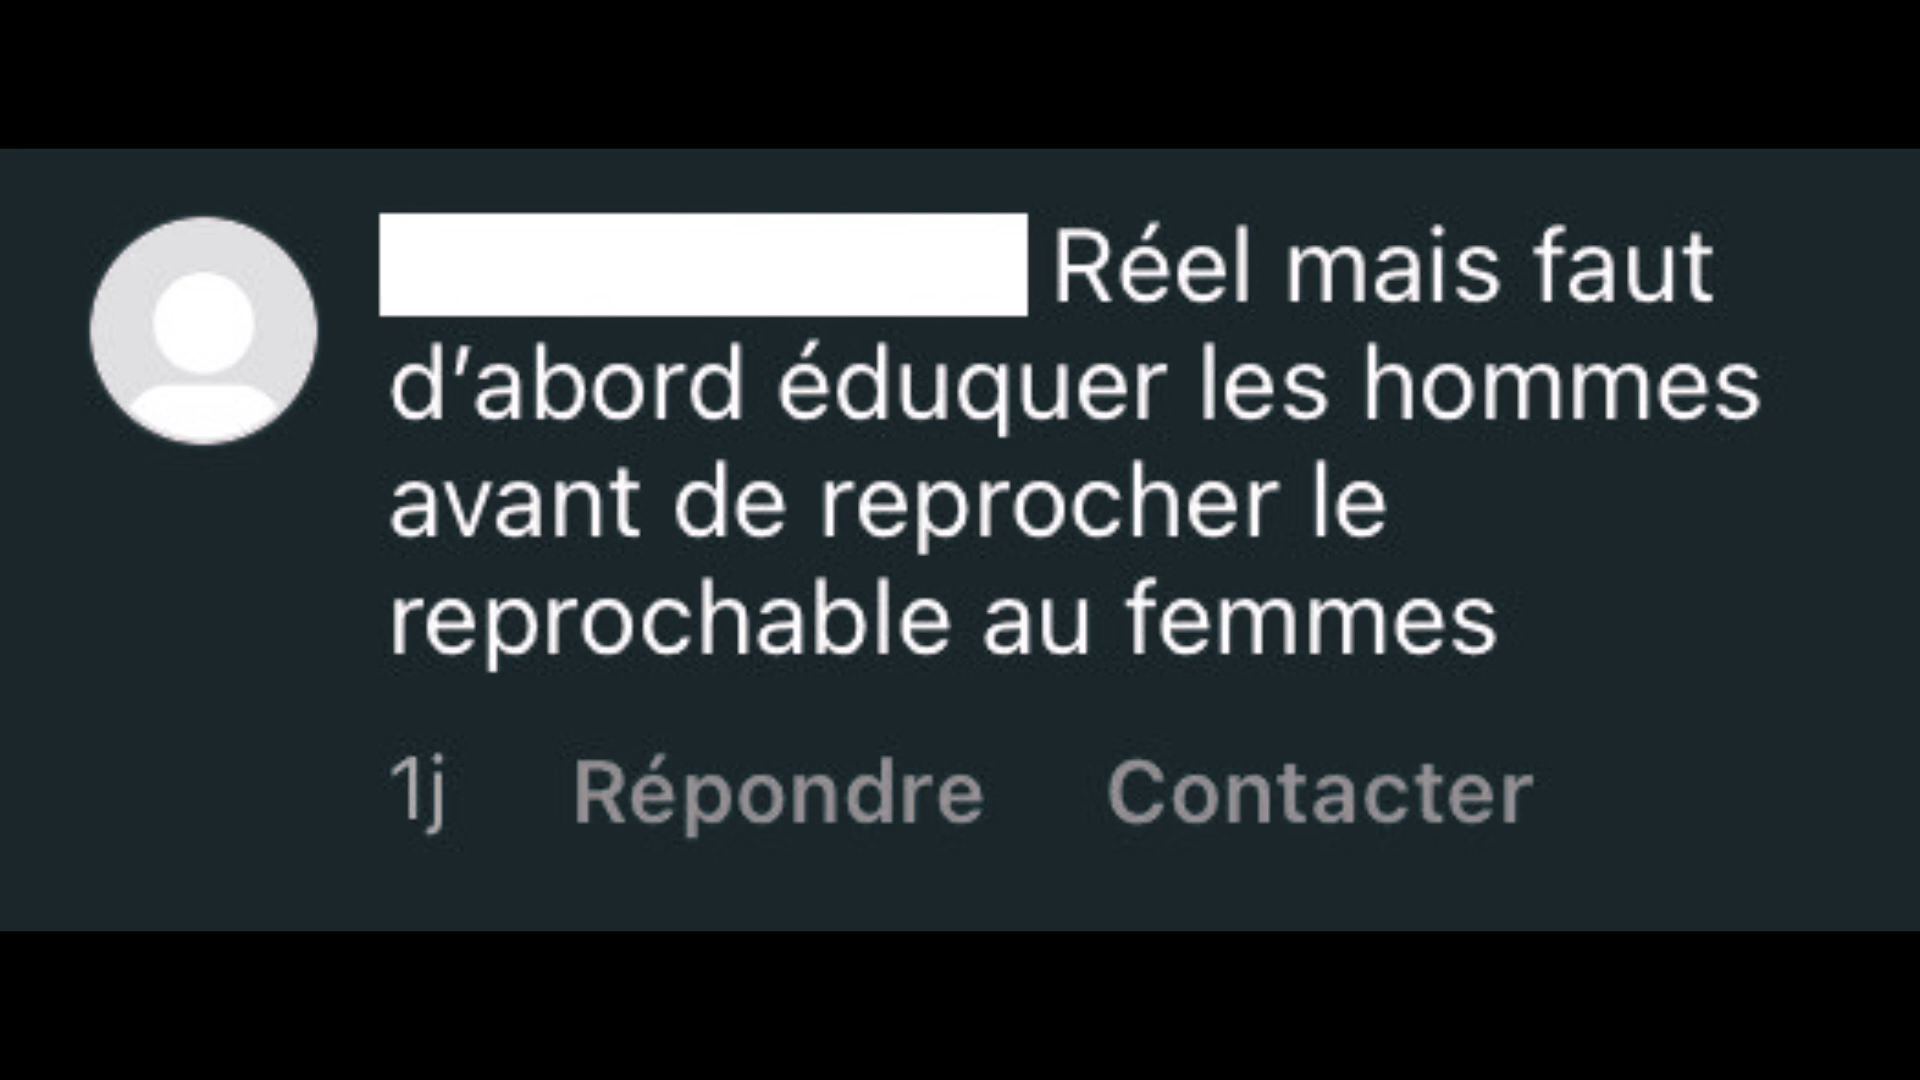 Réel mais faut
d’abord éduquer les hommes
avant de reprocher le
reprochable au femmes
1j Répondre Contacter